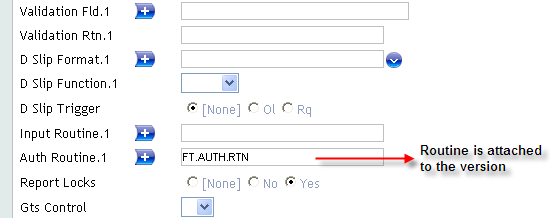 Validation Fld.1
Validation Rtn.1
D Slip Format.1
D Slip Function.1
D Slip Trigger [None] Ol Rq
Input Routine.1
Auth Routine.1 FT.AUTH.RTN
Routine is attached
to the version
Report Locks [None] No Yes
Gts Control